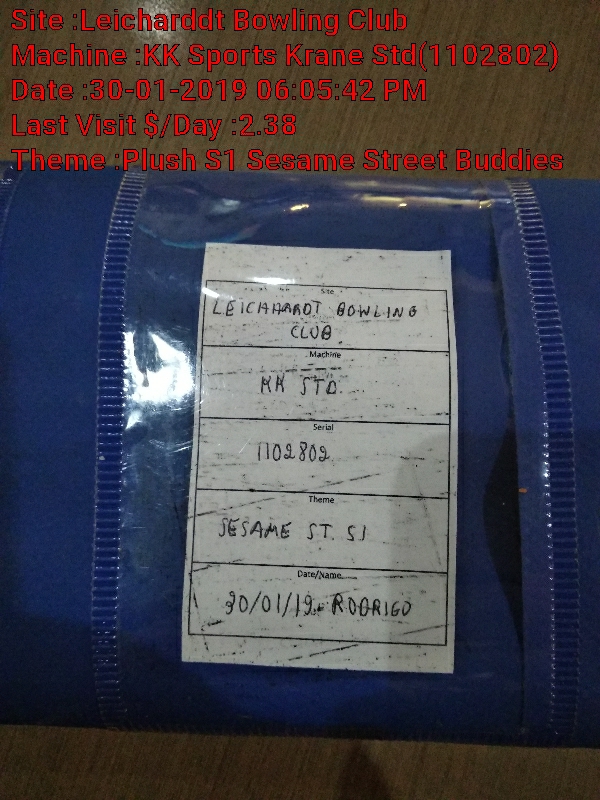 Site :Leicharddt Bowling Club
Machine :KK Sports Krane Std(1102802)
Date :30-01-2019 06:05:42 PM
Last Visit $/Day :2.38
Theme :Plush S1 Sesame Street Buddies
Site
LEICHHARDT BOWLING
CLUB
Machine
KK STD.
Serial
1102802
Theme
SESAME ST. S1
Date/Name
30/01/19 - RODRIGO